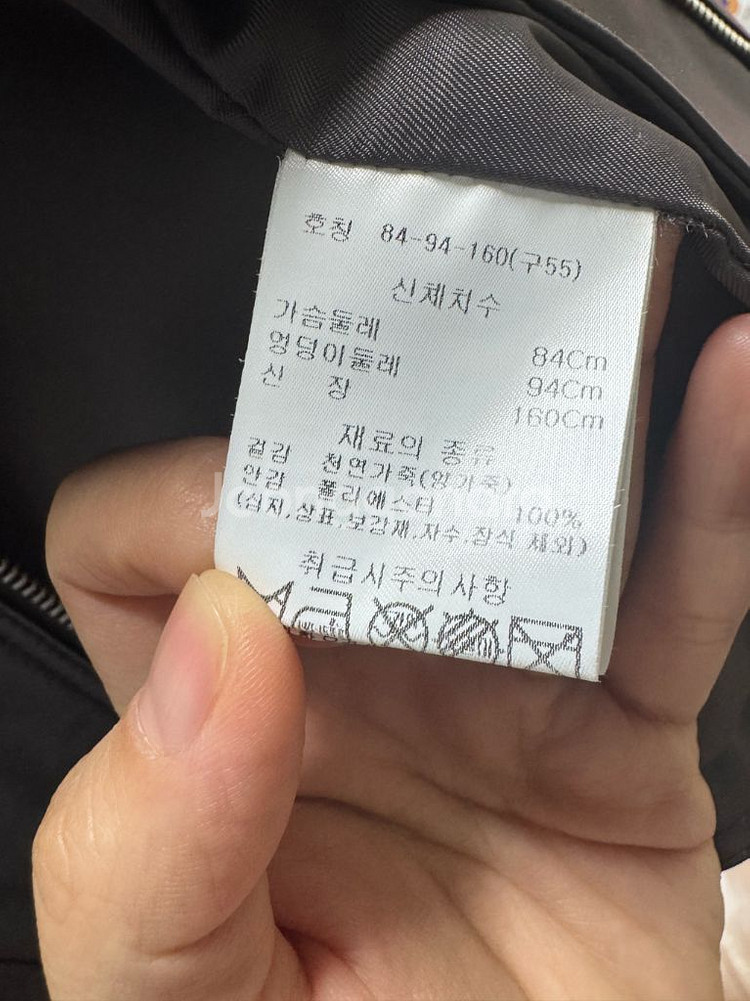 호칭 84-94-160(구55)
신체치수
가슴둘레 84Cm
엉덩이둘레 94Cm
신 장 160Cm
재료의 종류
겉감 천연가죽(양가죽)
안감 폴리에스터 100%
(심지,상표,보강재,자수,장식 제외)
취급시주의사항